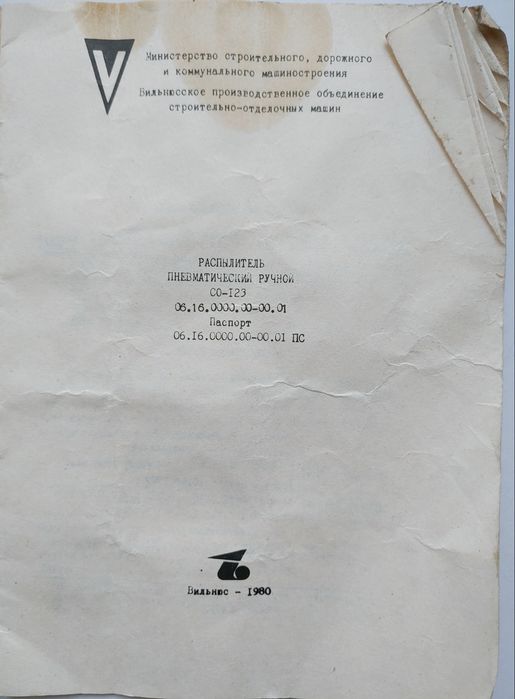 V
Министерство строительного, дорожного
и коммунального машиностроения
Вильнюсское производственное объединение
строительно-отделочных машин
РАСПЫЛИТЕЛЬ
ПНЕВМАТИЧЕСКИЙ РУЧНОЙ
СО-123
06.16.0000.00-00.01
Паспорт
06.16.0000.00-00.01 ПС
Вильнюс - 1980